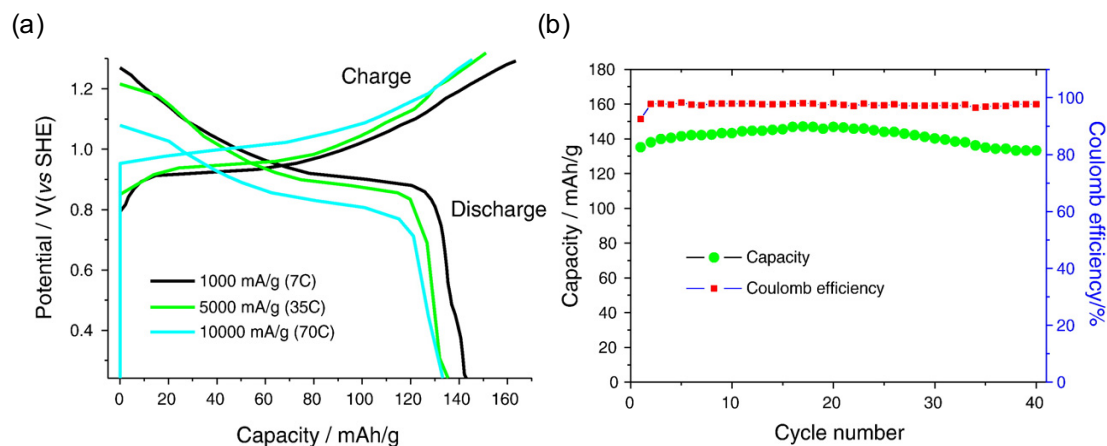 (a)
Potential / V(vs SHE)
1.2
1.0
0.8
0.6
0.4
Charge
Discharge
1000 mA/g (7C)
5000 mA/g (35C)
10000 mA/g (70C)
0 20 40 60 80 100 120 140 160
Capacity / mAh/g
(b)
Capacity / mAh/g
180
160
140
120
100
80
60
40
20
0
Capacity
Coulomb efficiency
100
80
60
40
20
0
Coulomb efficiency/%
0 10 20 30 40
Cycle number